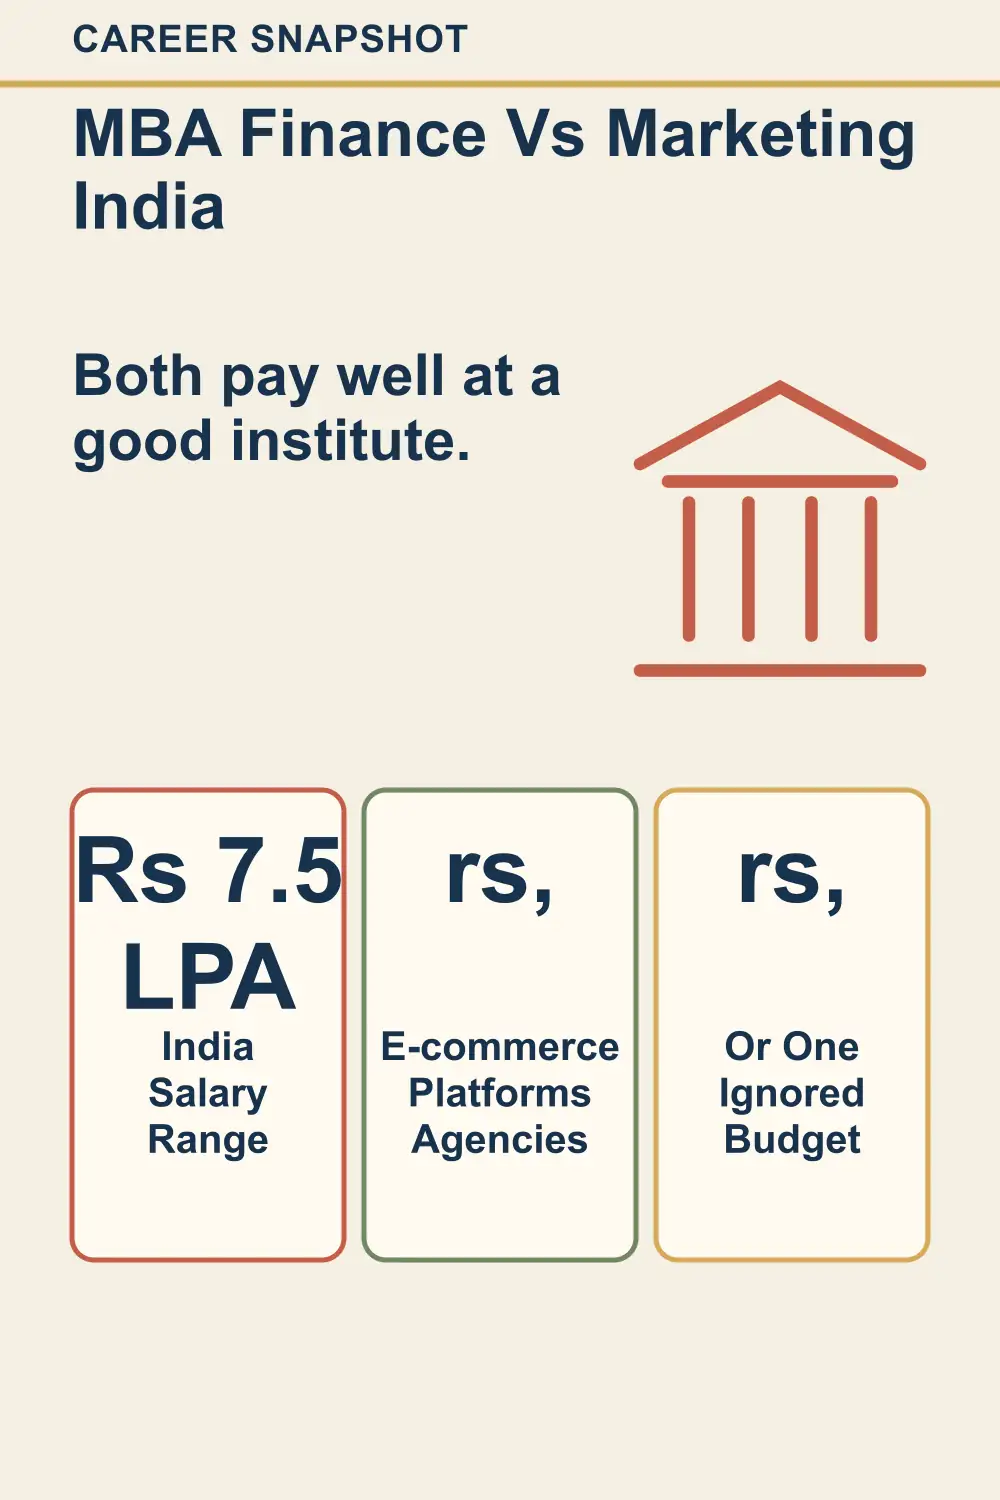 CAREER SNAPSHOT
MBA Finance Vs Marketing
India
Both pay well at a
good institute.
Rs 7.5
LPA
India
Salary
Range
rs,
E-commerce
Platforms
Agencies
rs,
Or One
Ignored
Budget